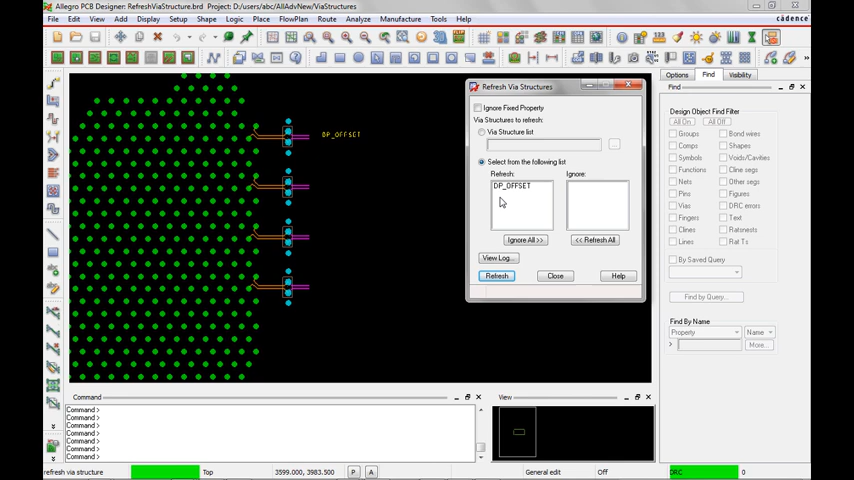 Allegro PCB Designer: RefreshViaStructure.brd Project: D:/users/abc/AllAdvNew/ViaStructures
File Edit View Add Display Setup Shape Logic Place FlowPlan Route Analyze Manufacture Tools Help
cādence
Options Find Visibility
Find
Design Object Find Filter
All On All Off
Groups Bond wires
Comps Shapes
Symbols Voids/Cavities
Functions Cline segs
Nets Other segs
Pins Figures
Vias DRC errors
Fingers Text
Clines Ratsnests
Lines Rat Ts
By Saved Query
Find by Query...
Find By Name
Property Name
> More...
DP_OFFSET
Refresh Via Structures
Ignore Fixed Property
Via Structures to refresh:
Via Structure list
...
Select from the following list
Refresh: Ignore:
DP_OFFSET
Ignore All >> << Refresh All
View Log...
Refresh Close Help
Command
Command >
Command >
Command >
Command >
Command >
Command >
Command >
View
refresh via structure Top 3599.000, 3983.500 P A General edit Off DRC 0